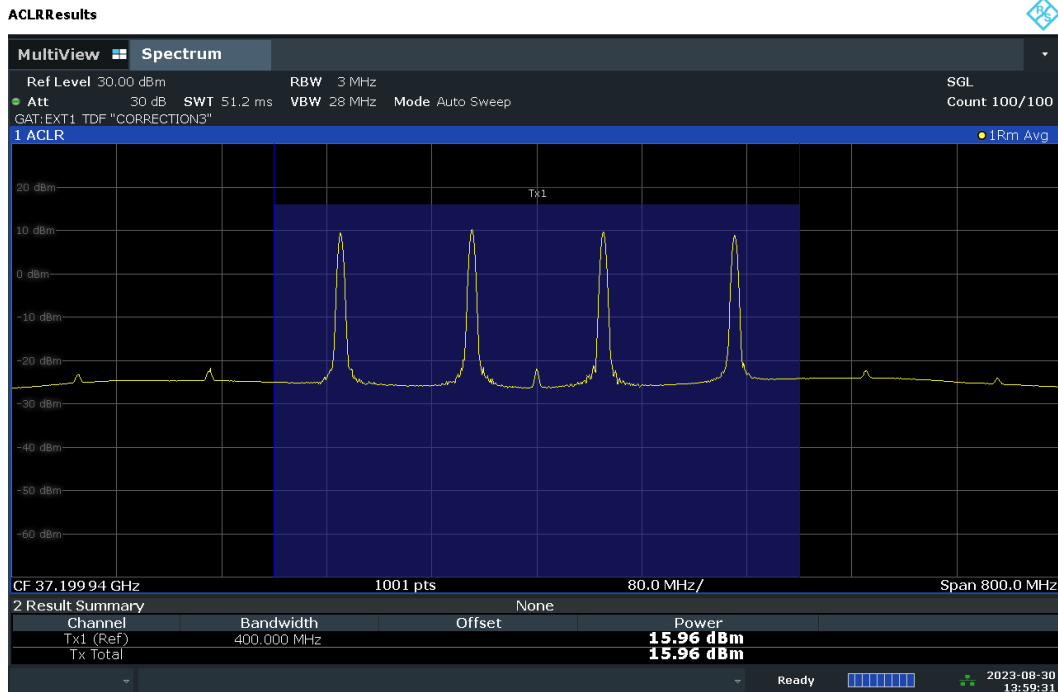 ACLRResults
R&S
MultiView Spectrum
Ref Level 30.00 dBm RBW 3 MHz SGL
Att 30 dB SWT 51.2 ms VBW 28 MHz Mode Auto Sweep Count 100/100
GAT:EXT1 TDF "CORRECTION3"
1 ACLR 1Rm Avg
20 dBm
Tx1
10 dBm
0 dBm
-10 dBm
-20 dBm
-30 dBm
-40 dBm
-50 dBm
-60 dBm
CF 37.19994 GHz 1001 pts 80.0 MHz/ Span 800.0 MHz
2 Result Summary None
Channel Bandwidth Offset Power
Tx1 (Ref) 400.000 MHz 15.96 dBm
Tx Total 15.96 dBm
Ready 2023-08-30
13:59:31